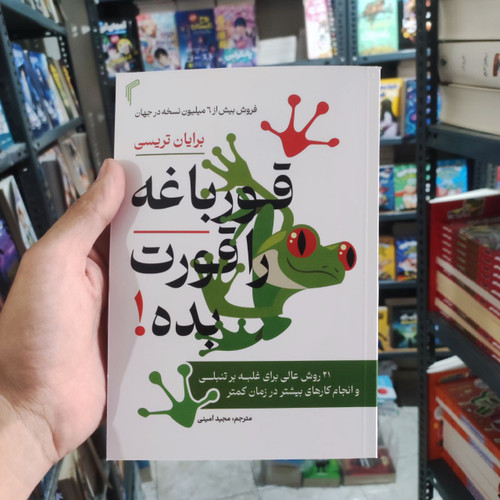 فروش بیش از ۶ میلیون نسخه در جهان
برایان تریسی
قورباغه
را قورت
بده!
۲۱ روش عالی برای غلبه بر تنبلی
و انجام کارهای بیشتر در زمان کمتر
مترجم، مجید امینی